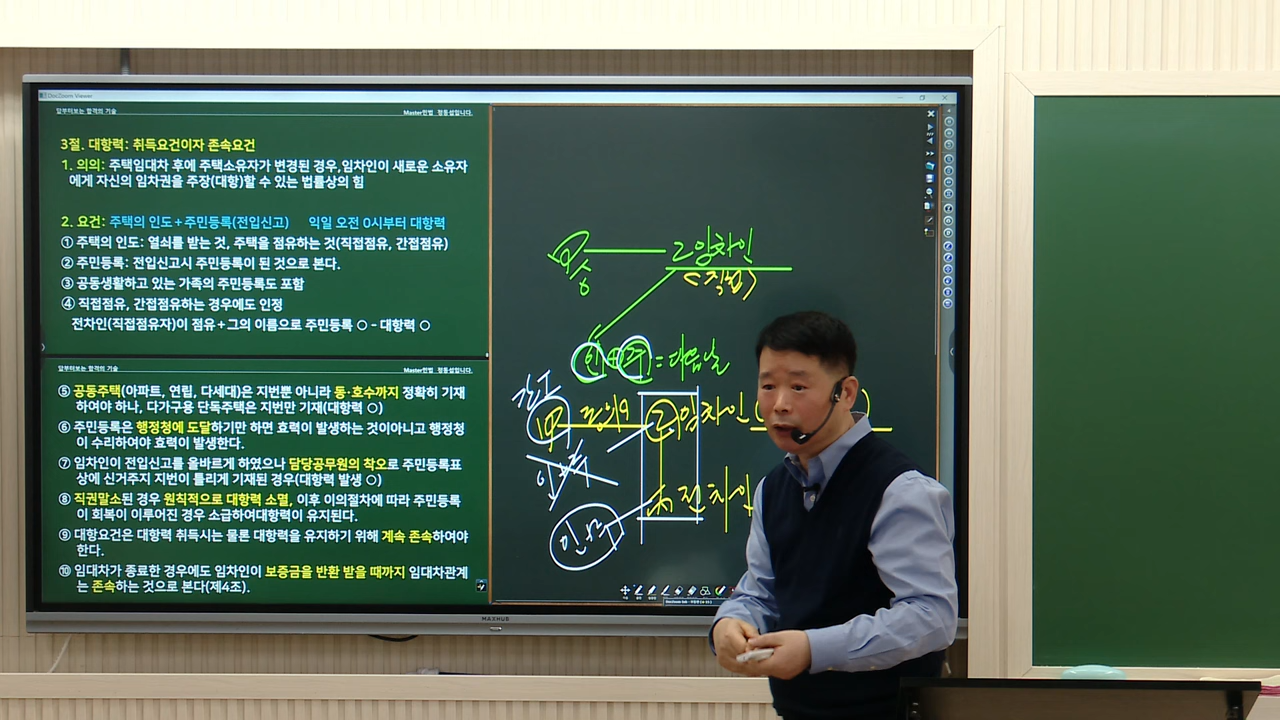 DocZoom Viewer
앞부터보는 합격의 기술
Master민법 정동섭입니다.
3절. 대항력: 취득요건이자 존속요건
1. 의의: 주택임대차 후에 주택소유자가 변경된 경우, 임차인이 새로운 소유자
에게 자신의 임차권을 주장(대항)할 수 있는 법률상의 힘
2. 요건: 주택의 인도+주민등록(전입신고) 익일 오전 0시부터 대항력
① 주택의 인도: 열쇠를 받는 것, 주택을 점유하는 것(직접점유, 간접점유)
② 주민등록: 전입신고시 주민등록이 된 것으로 본다.
③ 공동생활하고 있는 가족의 주민등록도 포함
④ 직접점유, 간접점유하는 경우에도 인정
전차인(직접점유자)이 점유+그의 이름으로 주민등록 ○ - 대항력 ○
앞부터보는 합격의 기술
Master민법 정동섭입니다.
⑤ 공동주택(아파트, 연립, 다세대)은 지번뿐 아니라 동·호수까지 정확히 기재
하여야 하나, 다가구용 단독주택은 지번만 기재(대항력 ○)
⑥ 주민등록은 행정청에 도달하기만 하면 효력이 발생하는 것이아니고 행정청
이 수리하여야 효력이 발생한다.
⑦ 임차인이 전입신고를 올바르게 하였으나 담당공무원의 착오로 주민등록표
상에 신거주지 지번이 틀리게 기재된 경우(대항력 발생 ○)
⑧ 직권말소된 경우 원칙적으로 대항력 소멸, 이후 이의절차에 따라 주민등록
이 회복이 이루어진 경우 소급하여대항력이 유지된다.
⑨ 대항요건은 대항력 취득시는 물론 대항력을 유지하기 위해 계속 존속하여야
한다.
⑩ 임대차가 종료한 경우에도 임차인이 보증금을 반환 받을 때까지 임대차관계
는 존속하는 것으로 본다(제4조).
甲
乙임차인
(직접)
인+주=다음날
甲
동의
乙임차인(
전차인
MAXHUB